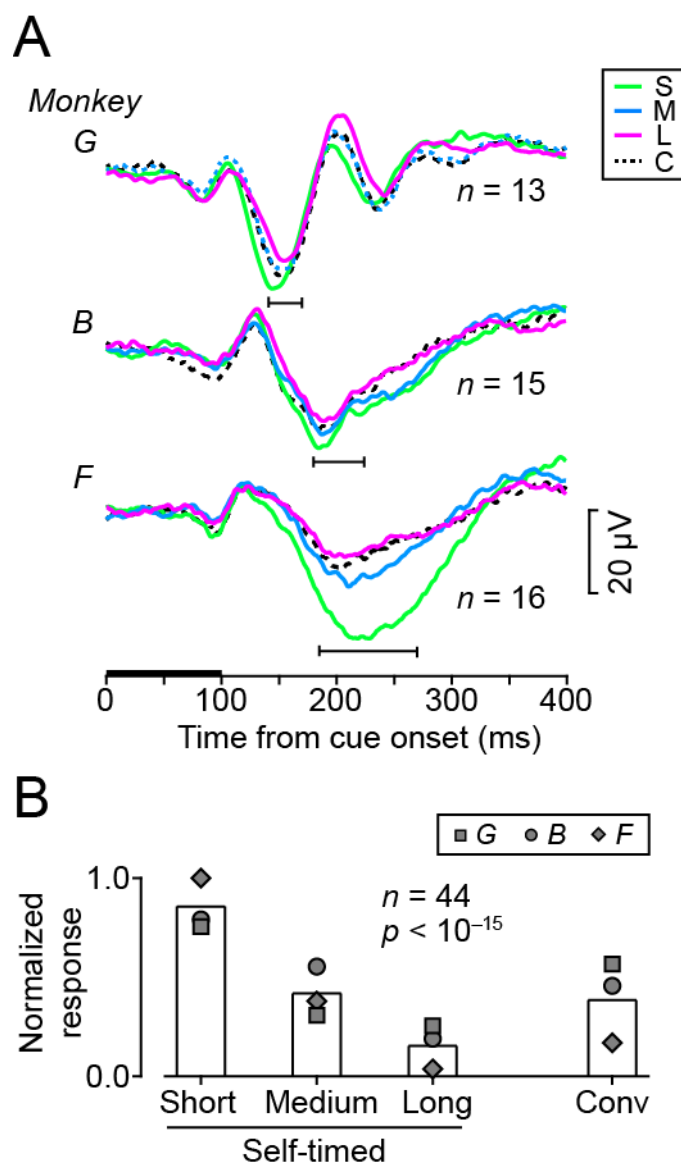 A
Monkey
S
M
L
C
G
n = 13
B
n = 15
F
n = 16
20 μV
0 100 200 300 400
Time from cue onset (ms)
B
G B F
1.0
n = 44
p < 10⁻¹⁵
Normalized
response
0.0
Short Medium Long Conv
Self-timed